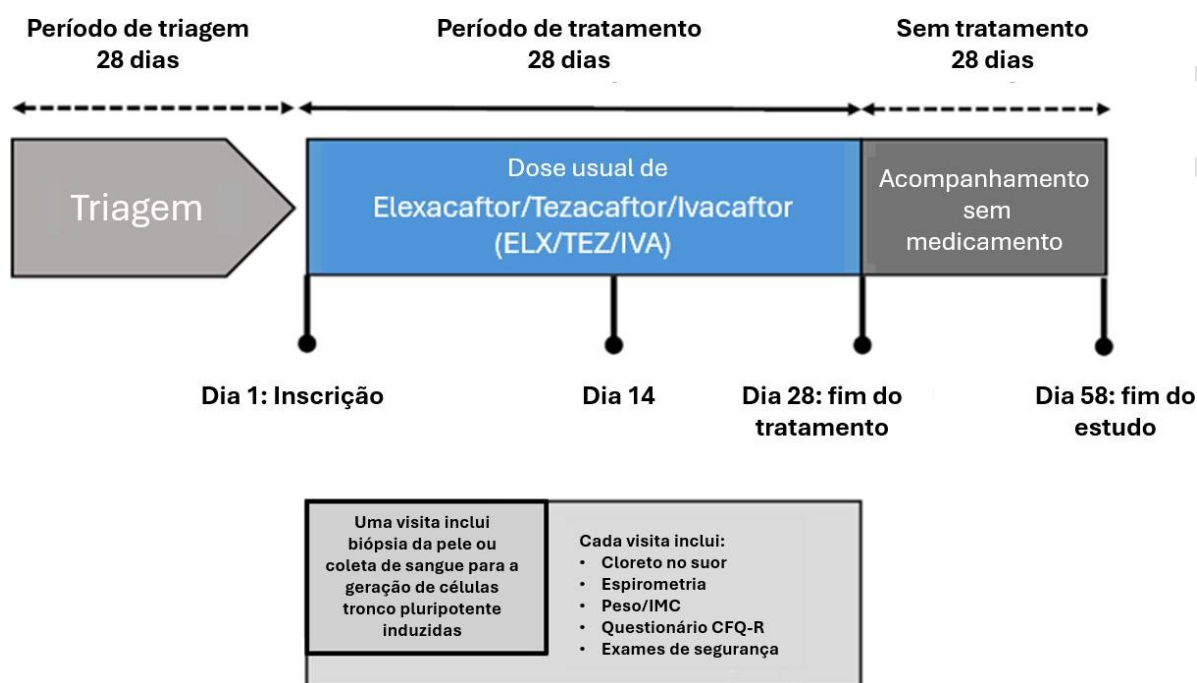 Período de triagem
28 dias
Período de tratamento
28 dias
Sem tratamento
28 dias
Triagem
Dose usual de
Elexacaftor/Tezacaftor/Ivacaftor
(ELX/TEZ/IVA)
Acompanhamento
sem
medicamento
Dia 1: Inscrição
Dia 14
Dia 28: fim do
tratamento
Dia 58: fim do
estudo
Uma visita inclui
biópsia da pele ou
coleta de sangue para a
geração de células
tronco pluripotente
induzidas
Cada visita inclui:
• Cloreto no suor
• Espirometria
• Peso/IMC
• Questionário CFQ-R
• Exames de segurança